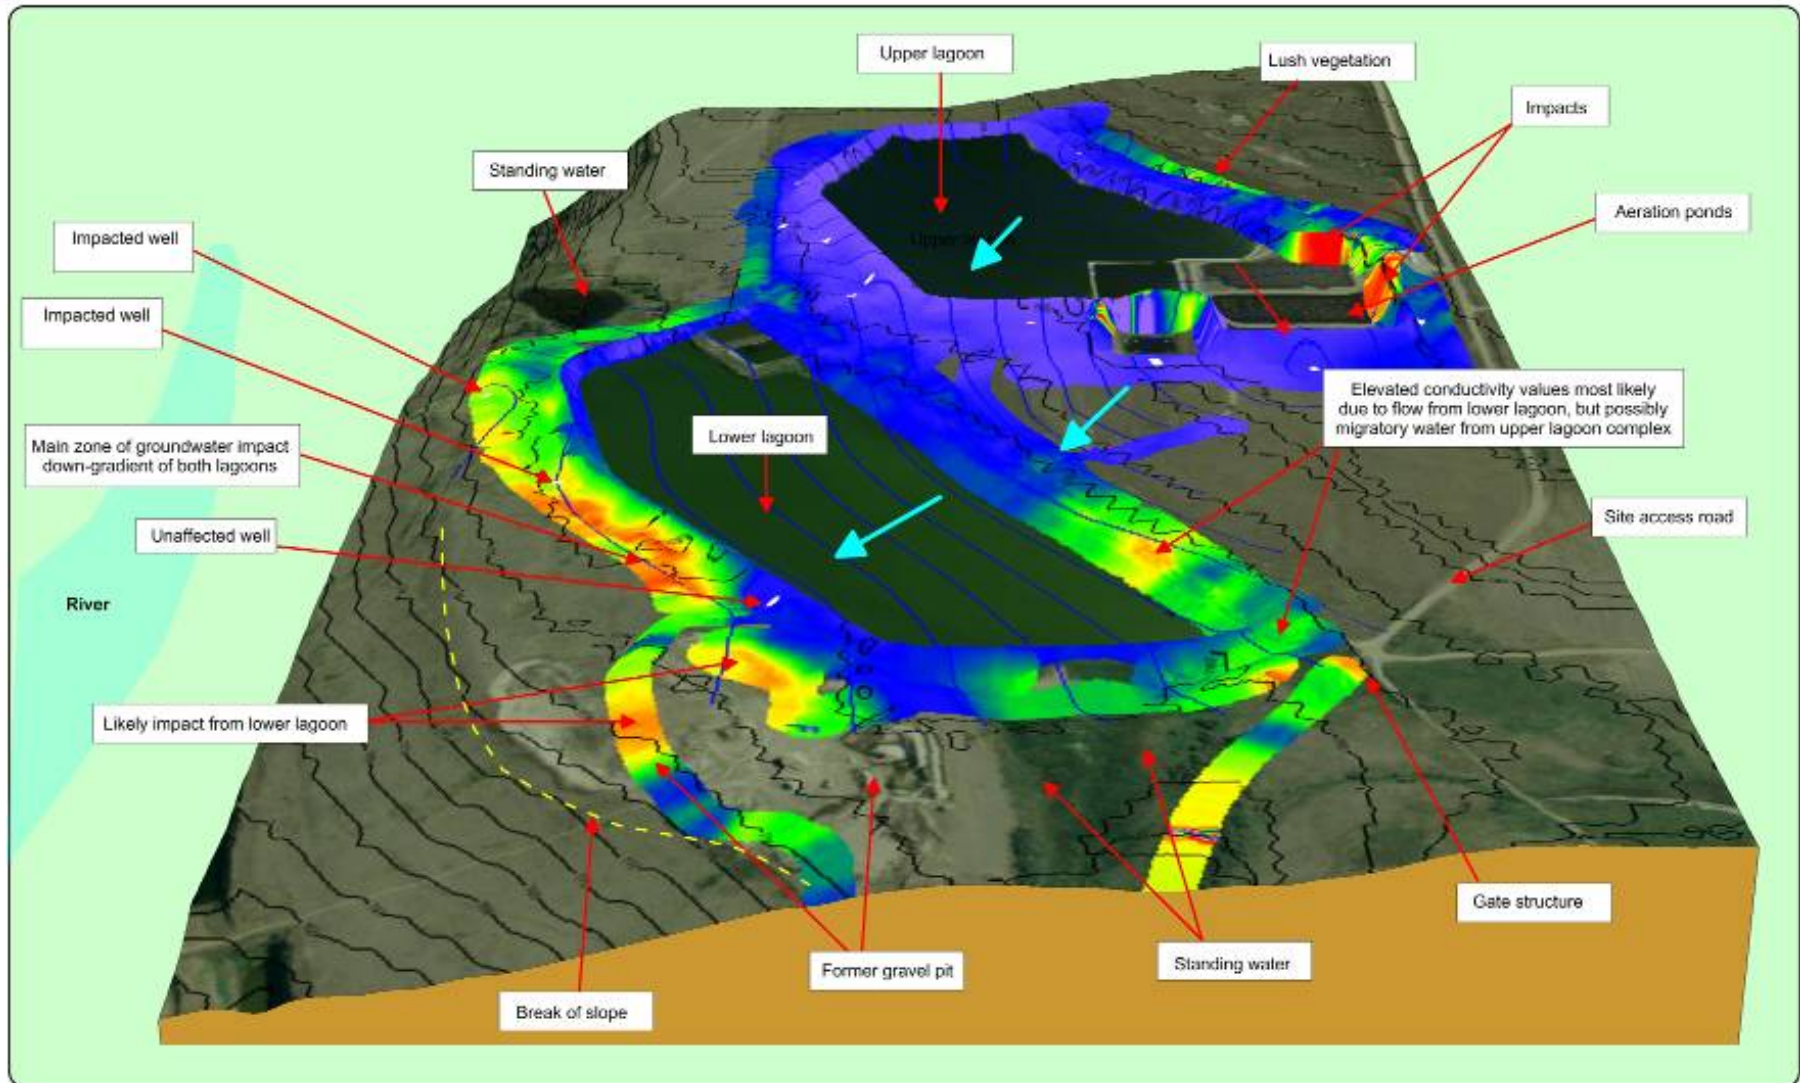 Upper lagoon
Lush vegetation
Impacts
Standing water
Aeration ponds
Impacted well
Impacted well
Elevated conductivity values most likely
due to flow from lower lagoon, but possibly
migratory water from upper lagoon complex
Main zone of groundwater impact
down-gradient of both lagoons
Lower lagoon
Unaffected well
Site access road
River
Likely impact from lower lagoon
Gate structure
Former gravel pit
Standing water
Break of slope